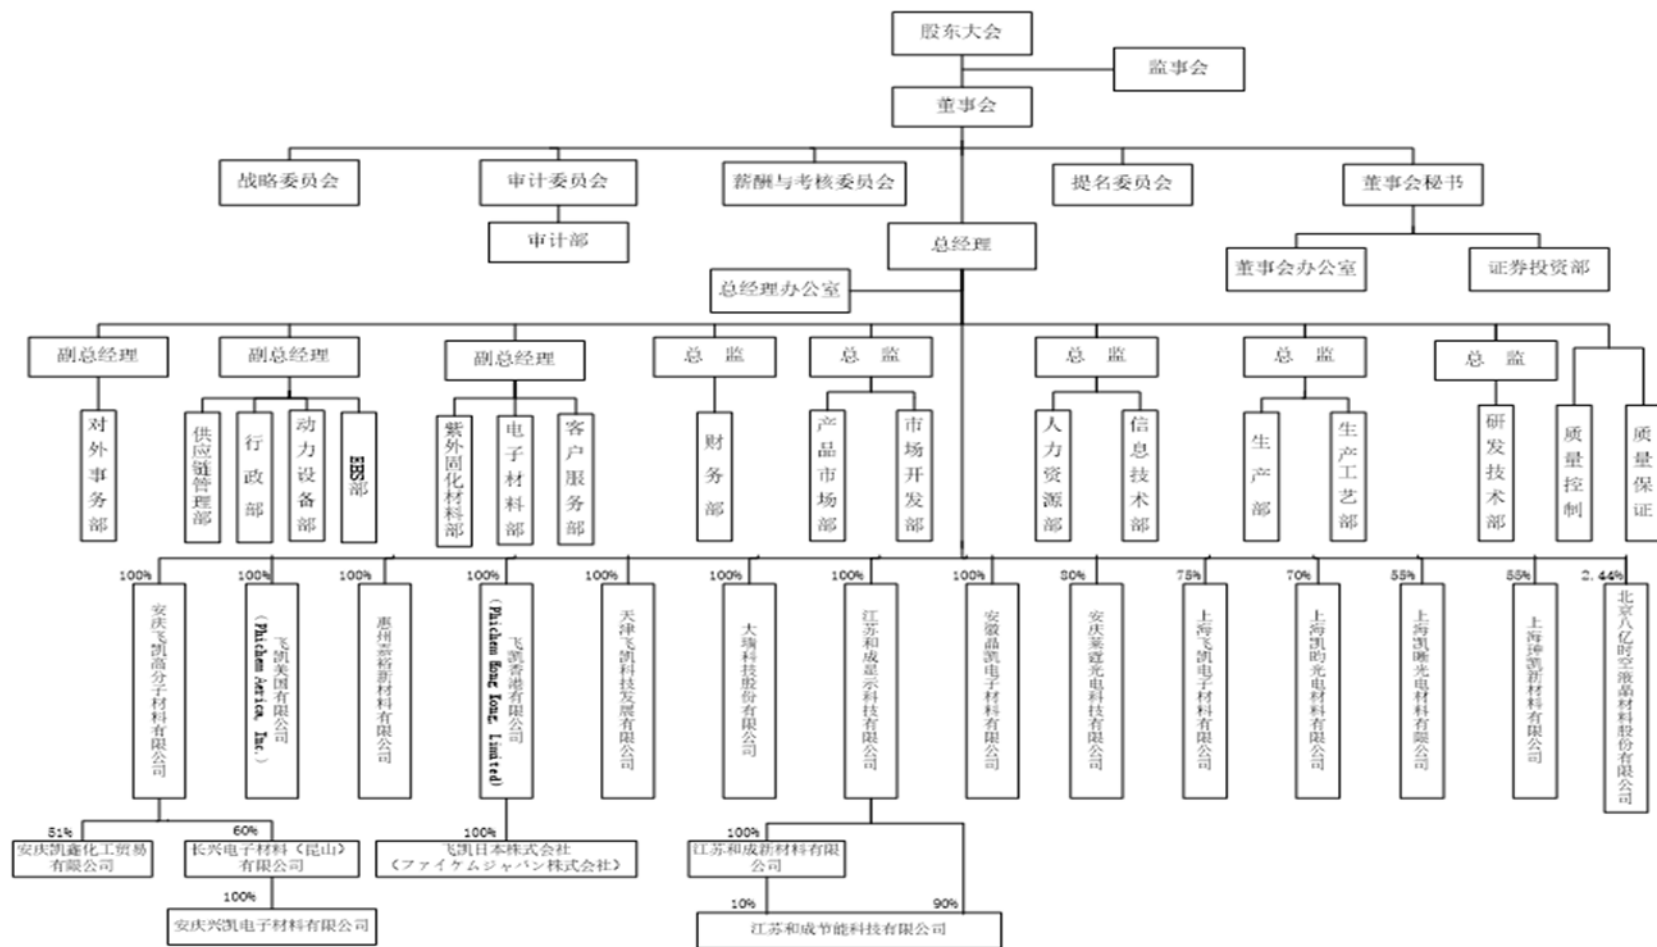 股东大会
监事会
董事会
战略委员会
审计委员会
薪酬与考核委员会
提名委员会
董事会秘书
审计部
总经理
董事会办公室
证券投资部
总经理办公室
副总经理
副总经理
副总经理
总 监
总 监
总 监
总 监
总 监
对外事务部
供应链管理部
行政部
动力设备部
EHS部
紫外固化材料部
电子材料部
客户服务部
财务部
产品市场部
市场开发部
人力资源部
信息技术部
生产部
生产工艺部
研发技术部
质量控制
质量保证
100%
100%
100%
100%
100%
100%
100%
100%
80%
75%
70%
55%
55%
2.44%
安庆飞凯高分子材料有限公司
飞凯美国有限公司
(Phichem America, Inc.)
惠州嘉裕新材料有限公司
飞凯香港有限公司
(Phichem Hong Kong, Limited)
天津飞凯科技发展有限公司
大瑞科技股份有限公司
江苏和成显示科技有限公司
安徽晶凯电子材料有限公司
安庆莱霆光电科技有限公司
上海飞凯电子材料有限公司
上海凯昀光电材料有限公司
上海凯晰光电材料有限公司
上海珅凯新材料有限公司
北京八亿时空液晶材料股份有限公司
51%
60%
100%
100%
安庆凯鑫化工贸易
有限公司
长兴电子材料（昆山）
有限公司
飞凯日本株式会社
（ファイケムジャパン株式会社）
江苏和成新材料有限
公司
100%
10%
90%
安庆兴凯电子材料有限公司
江苏和成节能科技有限公司